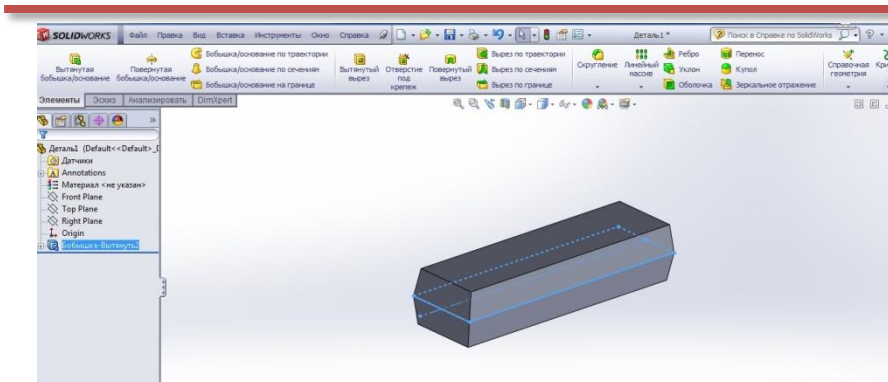 SOLIDWORKS Файл Правка Вид Вставка Инструменты Окно Справка Деталь1 * Поиск в Справке по SolidWorks
Вытянутая бобышка/основание
Повернутая бобышка/основание
Бобышка/основание по траектории
Бобышка/основание по сечениям
Бобышка/основание на границе
Вытянутый вырез
Отверстие под крепеж
Повернутый вырез
Вырез по траектории
Вырез по сечениям
Вырез по границе
Скругление
Линейный массив
Ребро
Уклон
Оболочка
Перенос
Купол
Зеркальное отражение
Справочная геометрия
Элементы Эскиз Анализировать DimXpert
Деталь1 (Default<<Default>_
Датчики
Annotations
Материал <не указан>
Front Plane
Top Plane
Right Plane
Origin
Бобышка-Вытянуть2